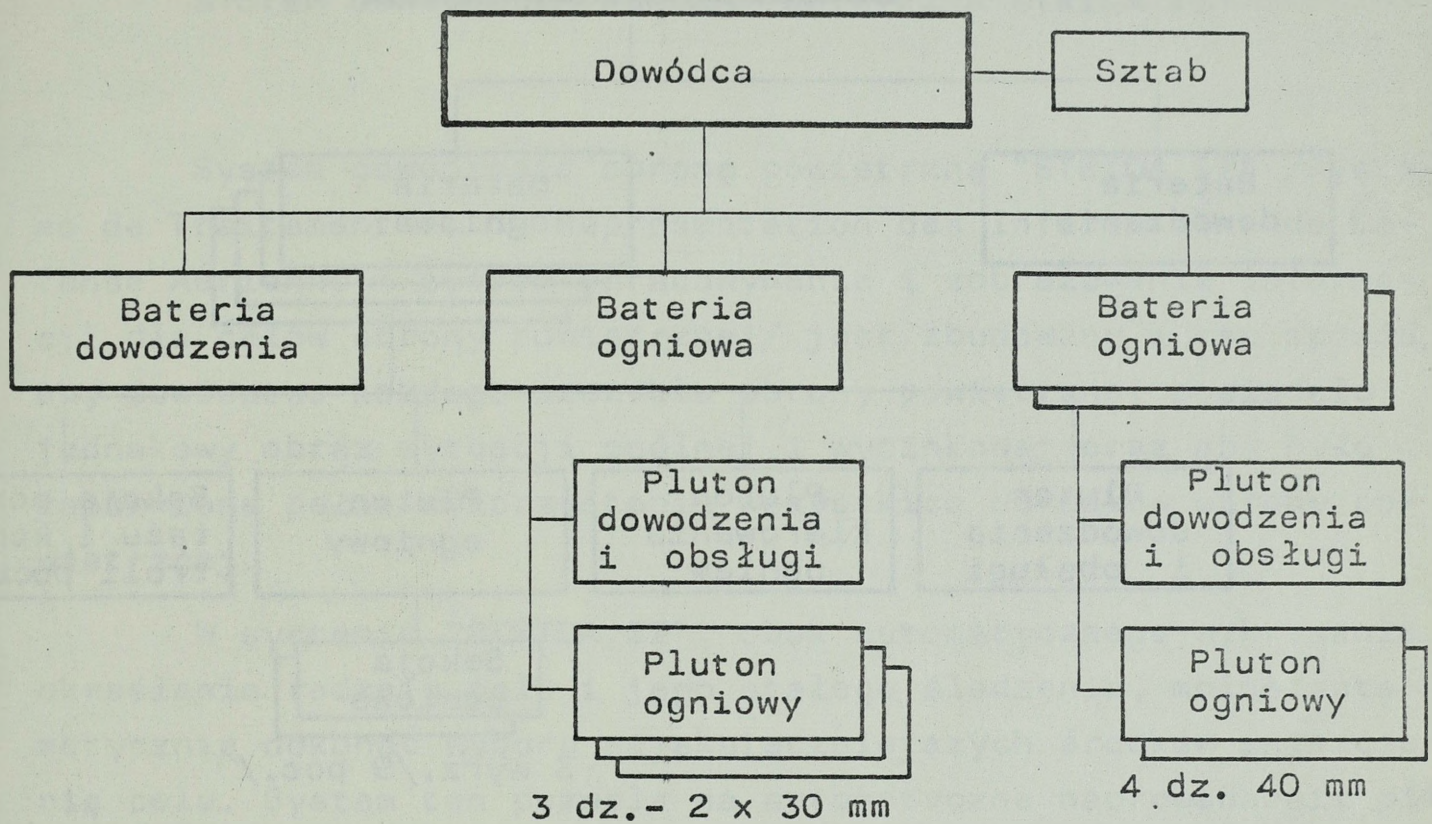 Dowódca
Sztab
Bateria
dowodzenia
Bateria
ogniowa
Bateria
ogniowa
Pluton
dowodzenia
i obsługi
Pluton
dowodzenia
i obsługi
Pluton
ogniowy
Pluton
ogniowy
3 dz.- 2 x 30 mm
4 dz. 40 mm